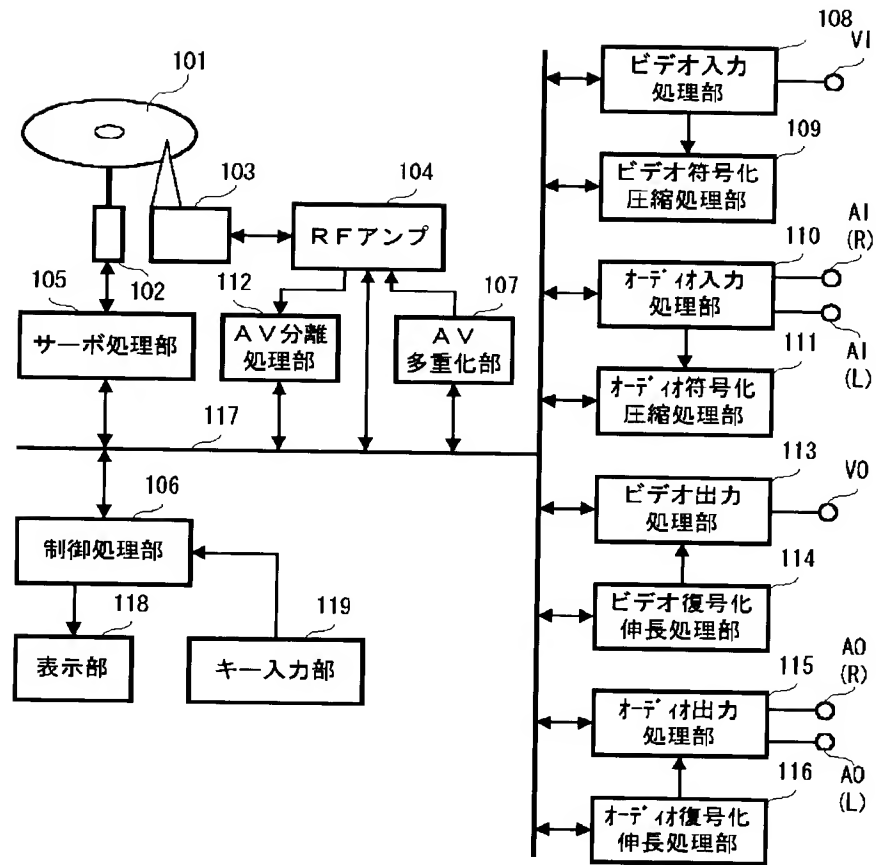 101
102
103
104
RFアンプ
105
サーボ処理部
112
AV分離
処理部
107
AV
多重化部
117
106
制御処理部
118
表示部
119
キー入力部
108
VI
ビデオ入力
処理部
109
ビデオ符号化
圧縮処理部
110
AI
(R)
オーディオ入力
処理部
AI
(L)
111
オーディオ符号化
圧縮処理部
113
VO
ビデオ出力
処理部
114
ビデオ復号化
伸長処理部
115
AO
(R)
オーディオ出力
処理部
AO
(L)
116
オーディオ復号化
伸長処理部